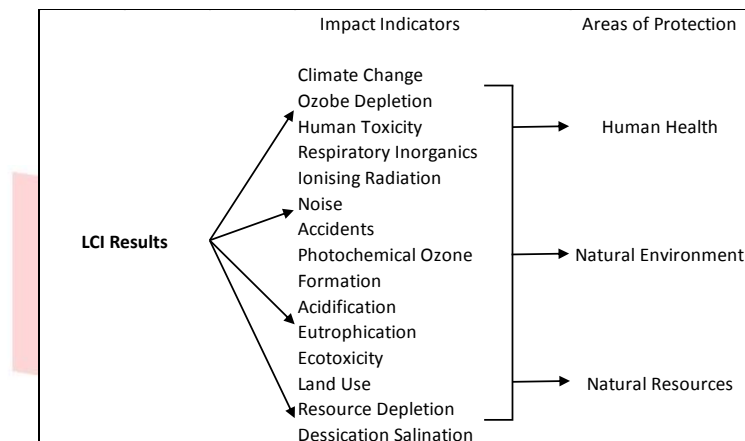 Impact Indicators
Areas of Protection
Climate Change
Ozobe Depletion
Human Toxicity
Human Health
Respiratory Inorganics
Ionising Radiation
Noise
Accidents
LCI Results
Photochemical Ozone
Natural Environment
Formation
Acidification
Eutrophication
Ecotoxicity
Land Use
Natural Resources
Resource Depletion
Dessication Salination